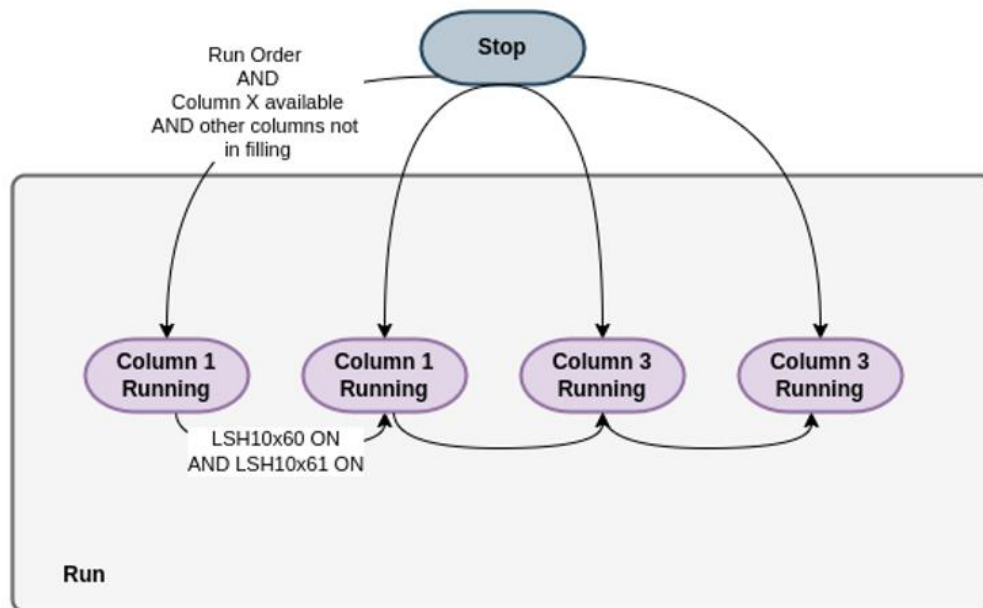 Stop
Run Order
AND
Column X available
AND other columns not
in filling
Column 1
Running
Column 1
Running
Column 3
Running
Column 3
Running
LSH10x60 ON
AND LSH10x61 ON
Run